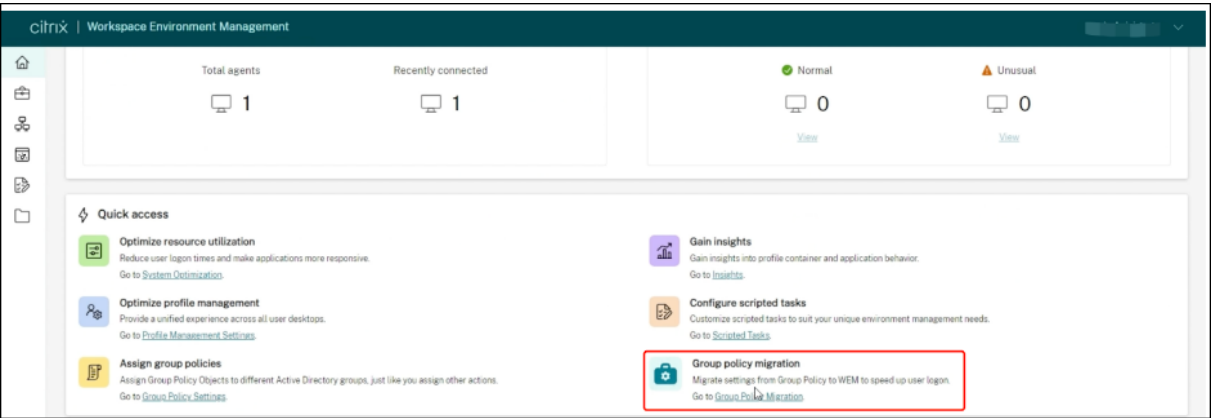 citrix | Workspace Environment Management
Total agents
Recently connected
Normal
Unusual
1
1
0
0
View
View
Quick access
Optimize resource utilization
Reduce user logon times and make applications more responsive.
Go to System Optimization.
Gain insights
Gain insights into profile container and application behavior.
Go to Insights.
Optimize profile management
Provide a unified experience across all user desktops.
Go to Profile Management Settings.
Configure scripted tasks
Customize scripted tasks to suit your unique environment management needs.
Go to Scripted Tasks.
Assign group policies
Assign Group Policy Objects to different Active Directory groups, just like you assign other actions.
Go to Group Policy Settings.
Group policy migration
Migrate settings from Group Policy to WEM to speed up user logon.
Go to Group Policy Migration.